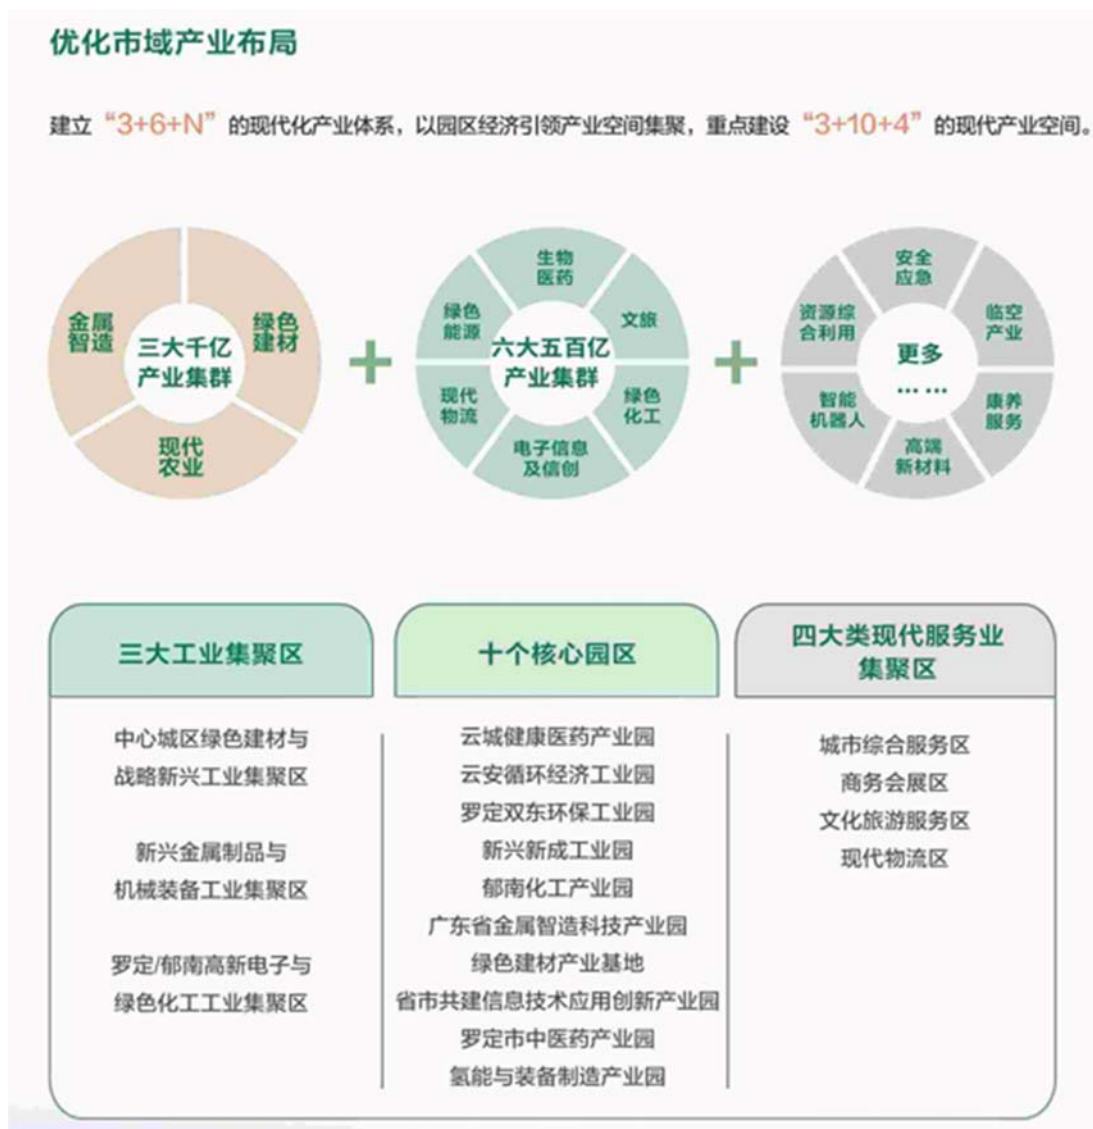 优化市域产业布局
建立“3+6+N”的现代化产业体系，以园区经济引领产业空间集聚，重点建设“3+10+4”的现代产业空间。
金属
智造
绿色
建材
现代
农业
三大千亿
产业集群
+
生物
医药
文旅
绿色
化工
电子信息
及信创
现代
物流
绿色
能源
六大五百亿
产业集群
+
安全
应急
临空
产业
康养
服务
高端
新材料
智能
机器人
资源综
合利用
更多
... ...
三大工业集聚区
中心城区绿色建材与
战略新兴工业集聚区
新兴金属制品与
机械装备工业集聚区
罗定/郁南高新电子与
绿色化工工业集聚区
十个核心园区
云城健康医药产业园
云安循环经济工业园
罗定双东环保工业园
新兴新成工业园
郁南化工产业园
广东省金属智造科技产业园
绿色建材产业基地
省市共建信息技术应用创新产业园
罗定市中医药产业园
氢能与装备制造产业园
四大类现代服务业
集聚区
城市综合服务区
商务会展区
文化旅游服务区
现代物流区